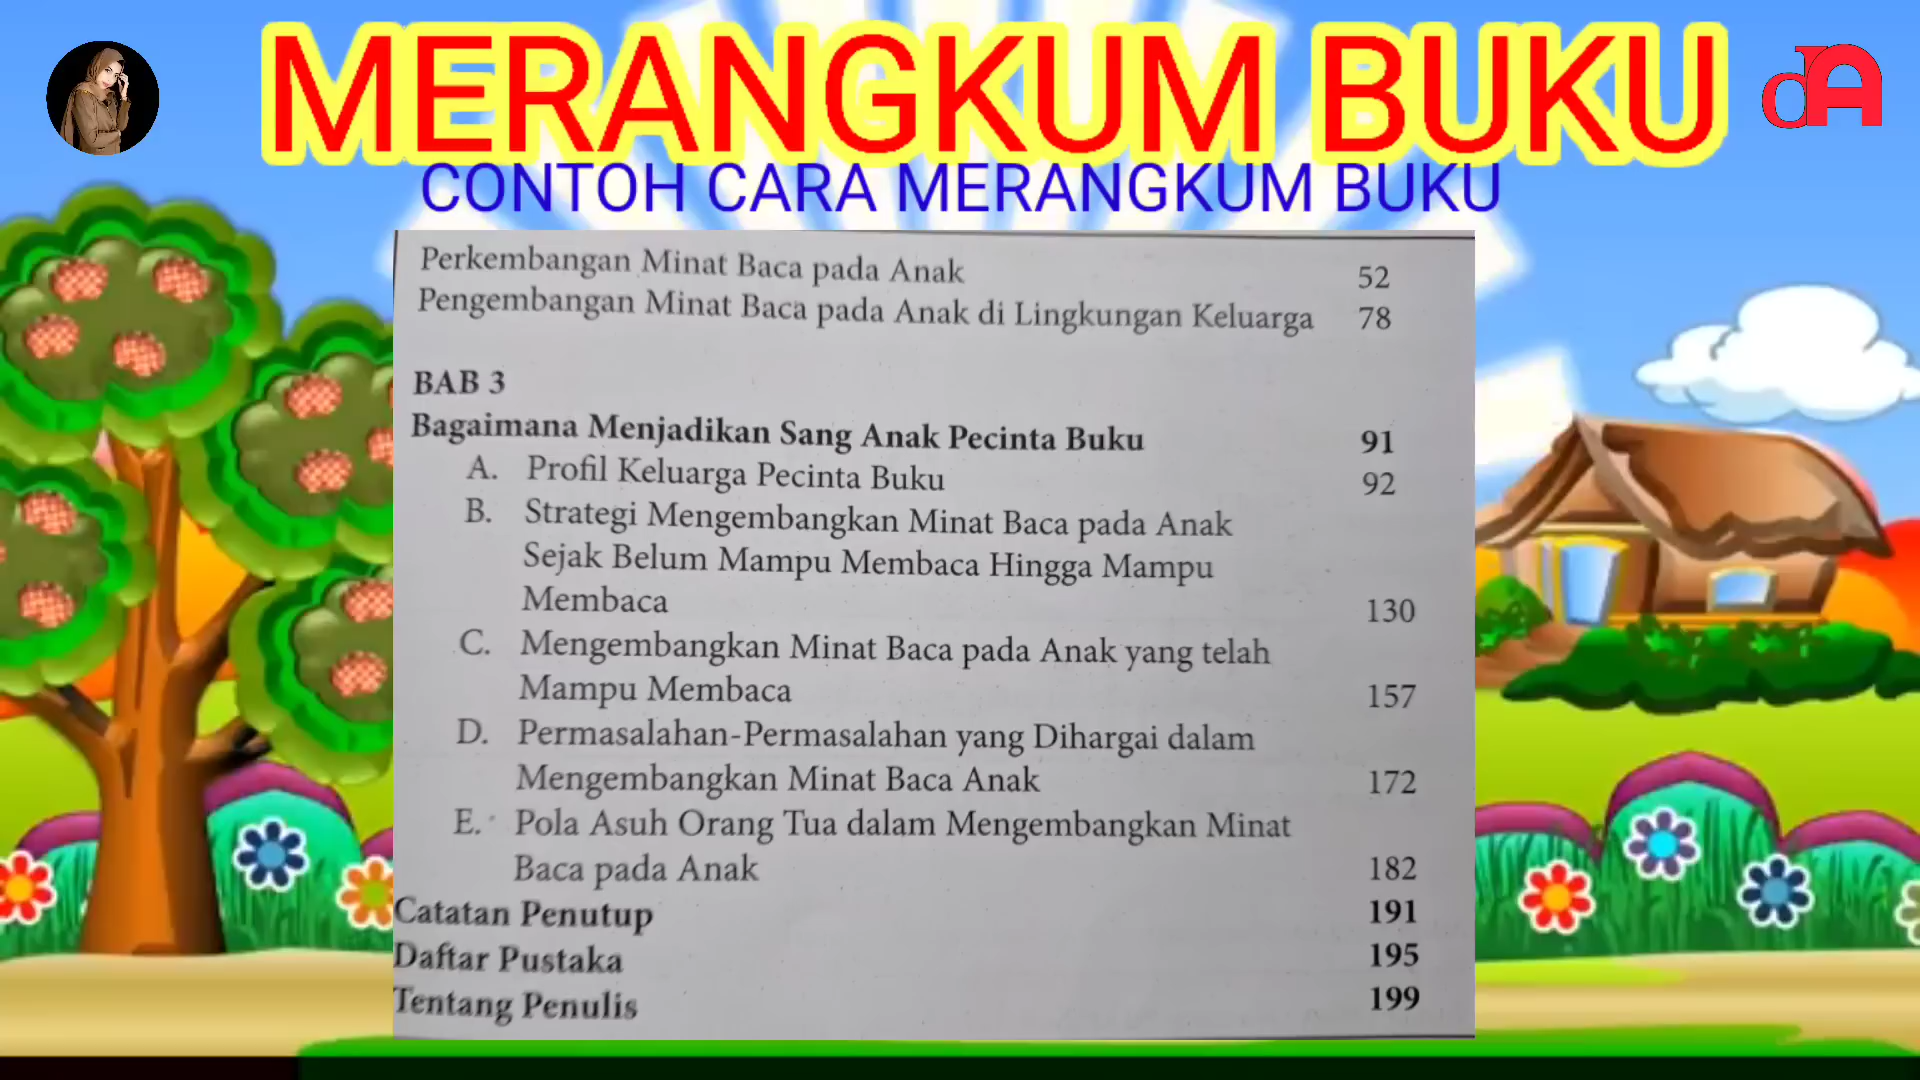 MERANGKUM BUKU
dA
CONTOH CARA MERANGKUM BUKU
Perkembangan Minat Baca pada Anak 52
Pengembangan Minat Baca pada Anak di Lingkungan Keluarga 78
BAB 3
Bagaimana Menjadikan Sang Anak Pecinta Buku 91
A. Profil Keluarga Pecinta Buku 92
B. Strategi Mengembangkan Minat Baca pada Anak
Sejak Belum Mampu Membaca Hingga Mampu
Membaca 130
C. Mengembangkan Minat Baca pada Anak yang telah
Mampu Membaca 157
D. Permasalahan-Permasalahan yang Dihargai dalam
Mengembangkan Minat Baca Anak 172
E. Pola Asuh Orang Tua dalam Mengembangkan Minat
Baca pada Anak 182
Catatan Penutup 191
Daftar Pustaka 195
Tentang Penulis 199